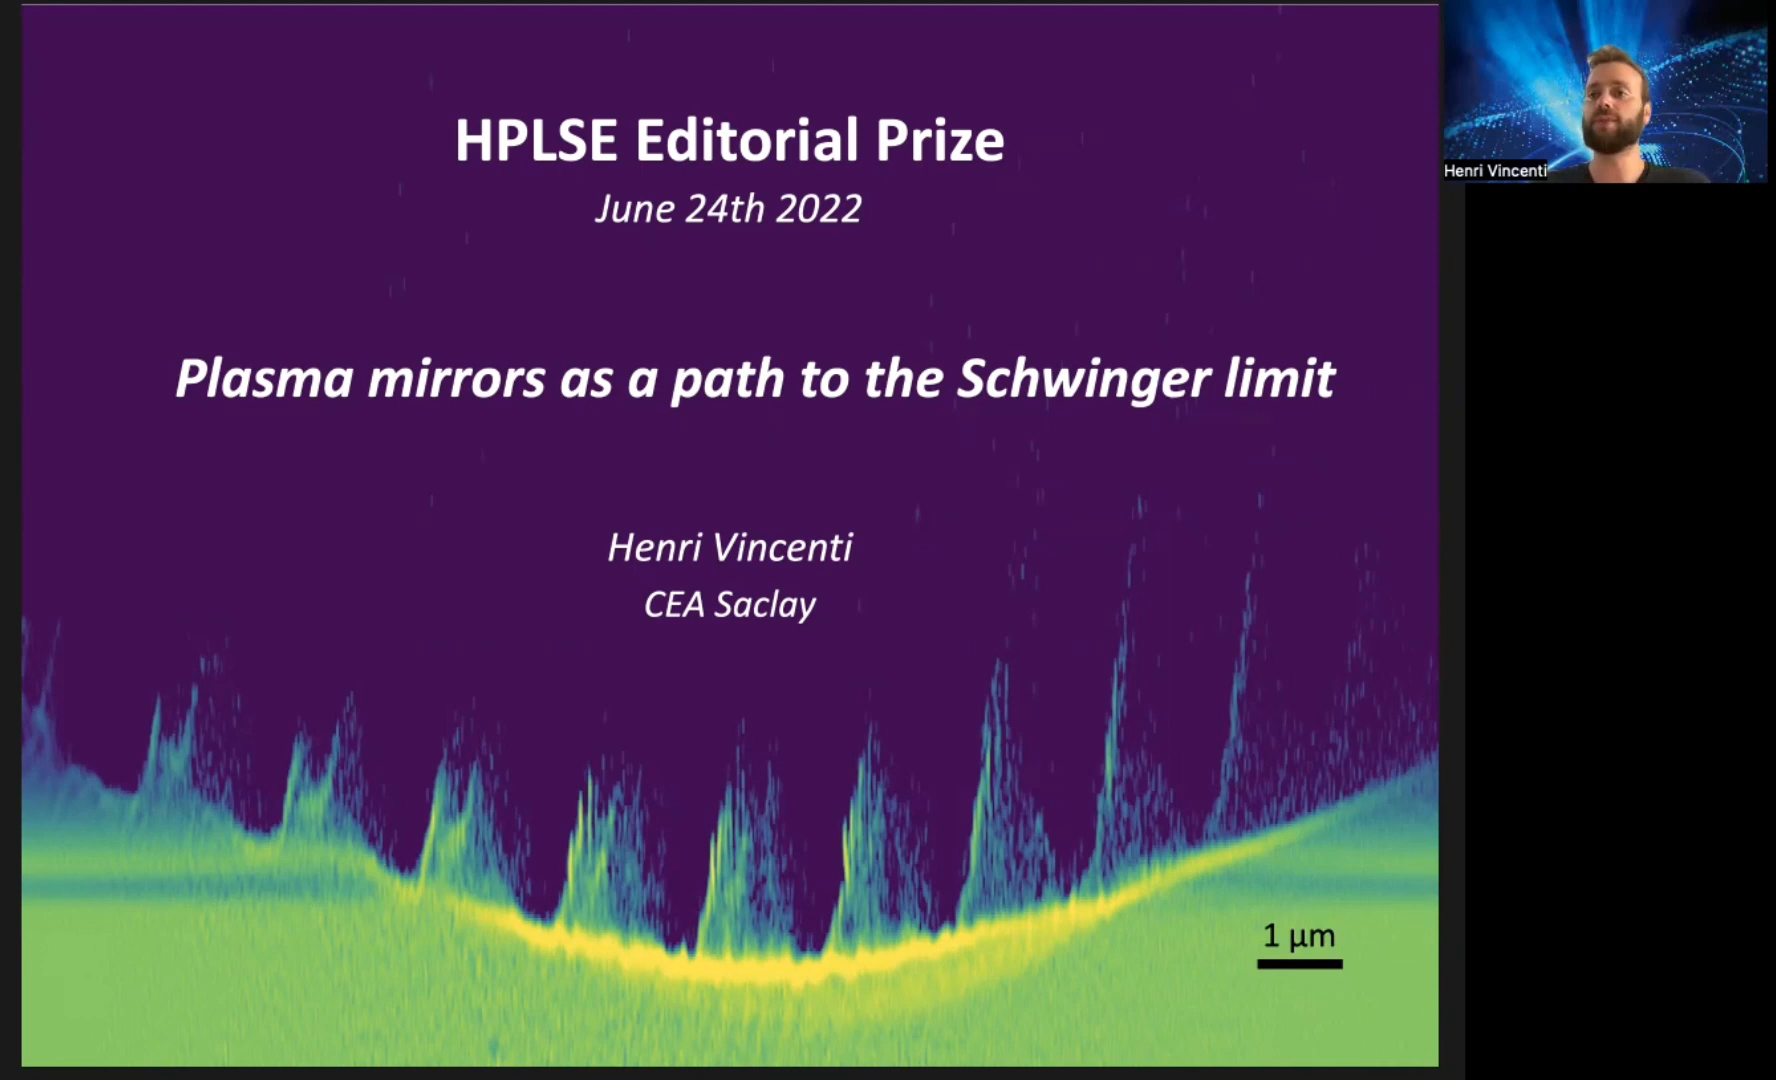 HPLSE Editorial Prize
June 24th 2022
Plasma mirrors as a path to the Schwinger limit
Henri Vincenti
CEA Saclay
1 µm
Henri Vincenti